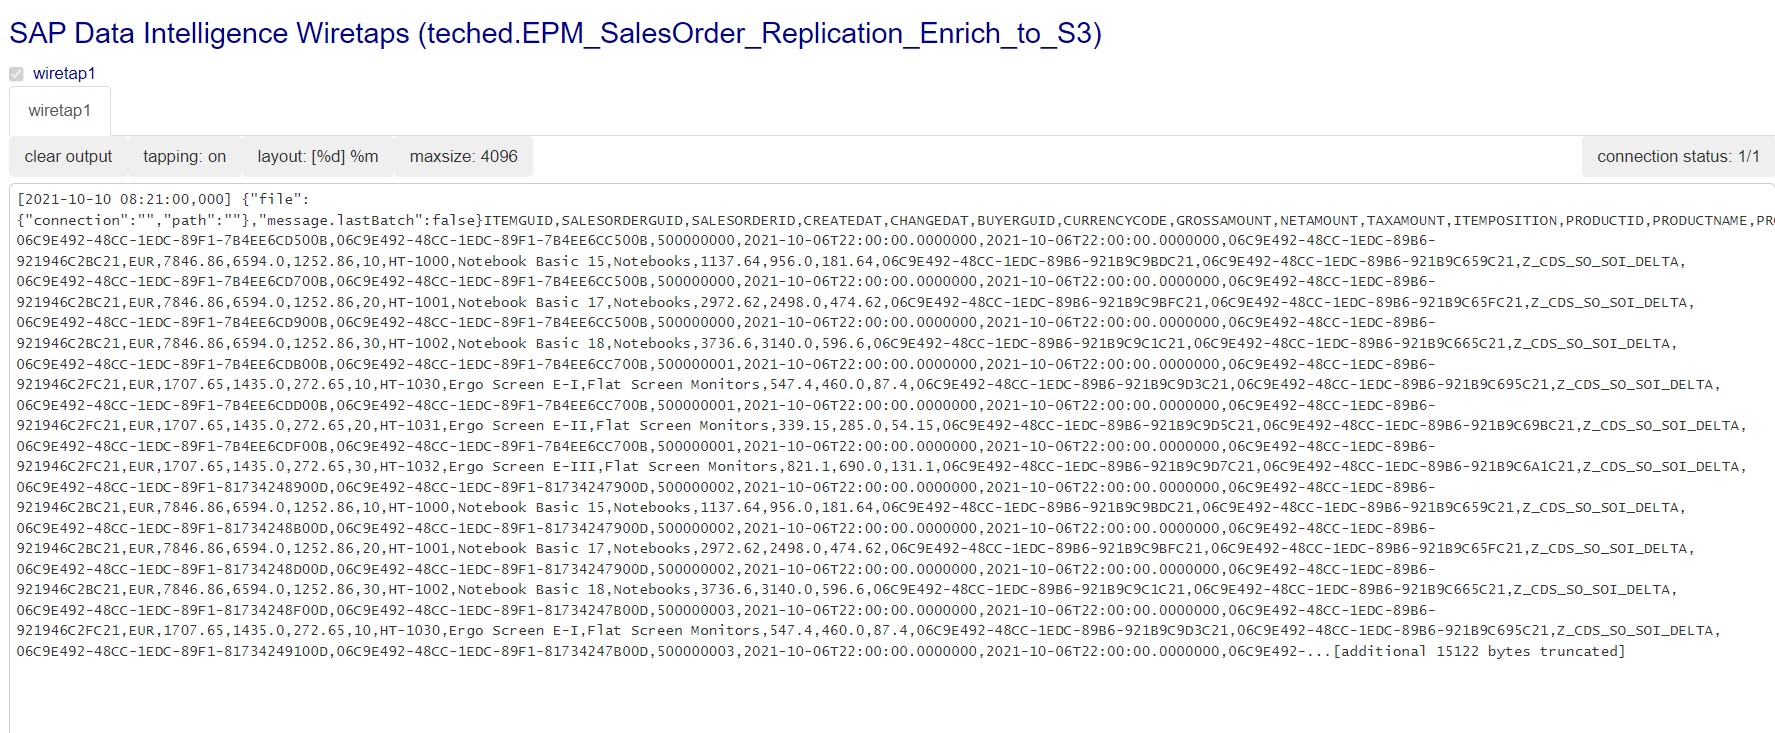 SAP Data Intelligence Wiretaps (teched.EPM_SalesOrder_Replication_Enrich_to_S3)
wiretap1
wiretap1
clear output tapping: on layout: [%d] %m maxsize: 4096 connection status: 1/1
[2021-10-10 08:21:00,000] {"file":
{"connection":"","path":""},"message.lastBatch":false}ITEMGUID,SALESORDERGUID,SALESORDERID,CREATEDAT,CHANGEDAT,BUYERGUID,CURRENCYCODE,GROSSAMOUNT,NETAMOUNT,TAXAMOUNT,ITEMPOSITION,PRODUCTID,PRODUCTNAME,PRO
06C9E492-48CC-1EDC-89F1-7B4EE6CD500B,06C9E492-48CC-1EDC-89F1-7B4EE6CC500B,500000000,2021-10-06T22:00:00.0000000,2021-10-06T22:00:00.0000000,06C9E492-48CC-1EDC-89B6-
921946C2BC21,EUR,7846.86,6594.0,1252.86,10,HT-1000,Notebook Basic 15,Notebooks,1137.64,956.0,181.64,06C9E492-48CC-1EDC-89B6-921B9C9BDC21,06C9E492-48CC-1EDC-89B6-921B9C659C21,Z_CDS_SO_SOI_DELTA,
06C9E492-48CC-1EDC-89F1-7B4EE6CD700B,06C9E492-48CC-1EDC-89F1-7B4EE6CC500B,500000000,2021-10-06T22:00:00.0000000,2021-10-06T22:00:00.0000000,06C9E492-48CC-1EDC-89B6-
921946C2BC21,EUR,7846.86,6594.0,1252.86,20,HT-1001,Notebook Basic 17,Notebooks,2972.62,2498.0,474.62,06C9E492-48CC-1EDC-89B6-921B9C9BFC21,06C9E492-48CC-1EDC-89B6-921B9C65FC21,Z_CDS_SO_SOI_DELTA,
06C9E492-48CC-1EDC-89F1-7B4EE6CD900B,06C9E492-48CC-1EDC-89F1-7B4EE6CC500B,500000000,2021-10-06T22:00:00.0000000,2021-10-06T22:00:00.0000000,06C9E492-48CC-1EDC-89B6-
921946C2BC21,EUR,7846.86,6594.0,1252.86,30,HT-1002,Notebook Basic 18,Notebooks,3736.6,3140.0,596.6,06C9E492-48CC-1EDC-89B6-921B9C9C1C21,06C9E492-48CC-1EDC-89B6-921B9C665C21,Z_CDS_SO_SOI_DELTA,
06C9E492-48CC-1EDC-89F1-7B4EE6CDB00B,06C9E492-48CC-1EDC-89F1-7B4EE6CC700B,500000001,2021-10-06T22:00:00.0000000,2021-10-06T22:00:00.0000000,06C9E492-48CC-1EDC-89B6-
921946C2FC21,EUR,1707.65,1435.0,272.65,10,HT-1030,Ergo Screen E-I,Flat Screen Monitors,547.4,460.0,87.4,06C9E492-48CC-1EDC-89B6-921B9C9D3C21,06C9E492-48CC-1EDC-89B6-921B9C695C21,Z_CDS_SO_SOI_DELTA,
06C9E492-48CC-1EDC-89F1-7B4EE6CDD00B,06C9E492-48CC-1EDC-89F1-7B4EE6CC700B,500000001,2021-10-06T22:00:00.0000000,2021-10-06T22:00:00.0000000,06C9E492-48CC-1EDC-89B6-
921946C2FC21,EUR,1707.65,1435.0,272.65,20,HT-1031,Ergo Screen E-II,Flat Screen Monitors,339.15,285.0,54.15,06C9E492-48CC-1EDC-89B6-921B9C9D5C21,06C9E492-48CC-1EDC-89B6-921B9C69BC21,Z_CDS_SO_SOI_DELTA,
06C9E492-48CC-1EDC-89F1-7B4EE6CDF00B,06C9E492-48CC-1EDC-89F1-7B4EE6CC700B,500000001,2021-10-06T22:00:00.0000000,2021-10-06T22:00:00.0000000,06C9E492-48CC-1EDC-89B6-
921946C2FC21,EUR,1707.65,1435.0,272.65,30,HT-1032,Ergo Screen E-III,Flat Screen Monitors,821.1,690.0,131.1,06C9E492-48CC-1EDC-89B6-921B9C9D7C21,06C9E492-48CC-1EDC-89B6-921B9C6A1C21,Z_CDS_SO_SOI_DELTA,
06C9E492-48CC-1EDC-89F1-81734248900D,06C9E492-48CC-1EDC-89F1-81734247900D,500000002,2021-10-06T22:00:00.0000000,2021-10-06T22:00:00.0000000,06C9E492-48CC-1EDC-89B6-
921946C2BC21,EUR,7846.86,6594.0,1252.86,10,HT-1000,Notebook Basic 15,Notebooks,1137.64,956.0,181.64,06C9E492-48CC-1EDC-89B6-921B9C9BDC21,06C9E492-48CC-1EDC-89B6-921B9C659C21,Z_CDS_SO_SOI_DELTA,
06C9E492-48CC-1EDC-89F1-81734248B00D,06C9E492-48CC-1EDC-89F1-81734247900D,500000002,2021-10-06T22:00:00.0000000,2021-10-06T22:00:00.0000000,06C9E492-48CC-1EDC-89B6-
921946C2BC21,EUR,7846.86,6594.0,1252.86,20,HT-1001,Notebook Basic 17,Notebooks,2972.62,2498.0,474.62,06C9E492-48CC-1EDC-89B6-921B9C9BFC21,06C9E492-48CC-1EDC-89B6-921B9C65FC21,Z_CDS_SO_SOI_DELTA,
06C9E492-48CC-1EDC-89F1-81734248D00D,06C9E492-48CC-1EDC-89F1-81734247900D,500000002,2021-10-06T22:00:00.0000000,2021-10-06T22:00:00.0000000,06C9E492-48CC-1EDC-89B6-
921946C2BC21,EUR,7846.86,6594.0,1252.86,30,HT-1002,Notebook Basic 18,Notebooks,3736.6,3140.0,596.6,06C9E492-48CC-1EDC-89B6-921B9C9C1C21,06C9E492-48CC-1EDC-89B6-921B9C665C21,Z_CDS_SO_SOI_DELTA,
06C9E492-48CC-1EDC-89F1-81734248F00D,06C9E492-48CC-1EDC-89F1-81734247B00D,500000003,2021-10-06T22:00:00.0000000,2021-10-06T22:00:00.0000000,06C9E492-48CC-1EDC-89B6-
921946C2FC21,EUR,1707.65,1435.0,272.65,10,HT-1030,Ergo Screen E-I,Flat Screen Monitors,547.4,460.0,87.4,06C9E492-48CC-1EDC-89B6-921B9C9D3C21,06C9E492-48CC-1EDC-89B6-921B9C695C21,Z_CDS_SO_SOI_DELTA,
06C9E492-48CC-1EDC-89F1-81734249100D,06C9E492-48CC-1EDC-89F1-81734247B00D,500000003,2021-10-06T22:00:00.0000000,2021-10-06T22:00:00.0000000,06C9E492-...[additional 15122 bytes truncated]